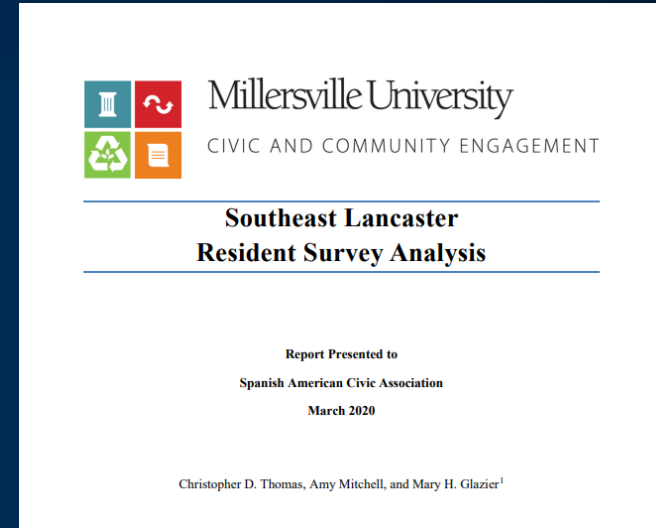 Millersville University
CIVIC AND COMMUNITY ENGAGEMENT
Southeast Lancaster
Resident Survey Analysis
Report Presented to
Spanish American Civic Association
March 2020
Christopher D. Thomas, Amy Mitchell, and Mary H. Glazier¹